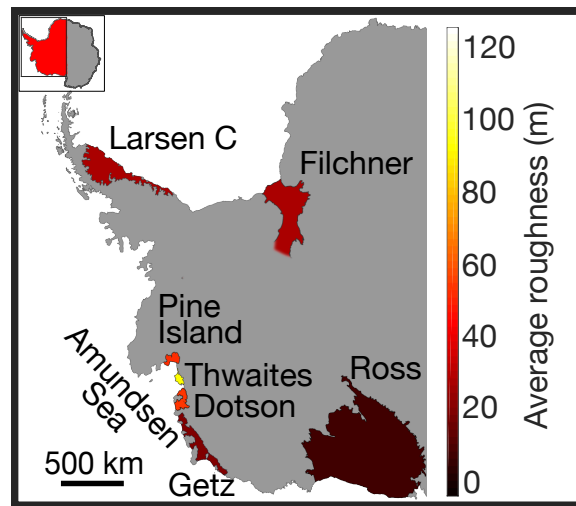 Larsen C
Filchner
Pine
Island
Thwaites
Dotson
Amundsen
Sea
Getz
Ross
500 km
120
100
80
60
40
20
0
Average roughness (m)